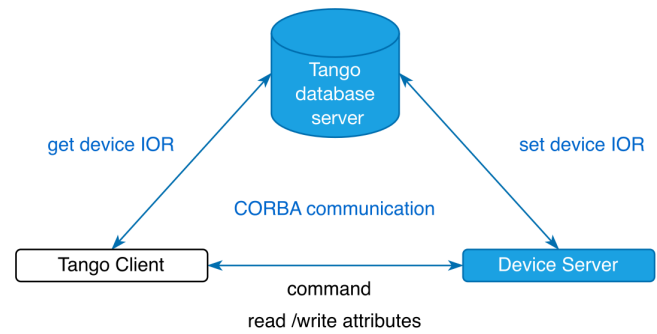 Tango
database
server
get device IOR
set device IOR
CORBA communication
Tango Client
Device Server
command
read /write attributes